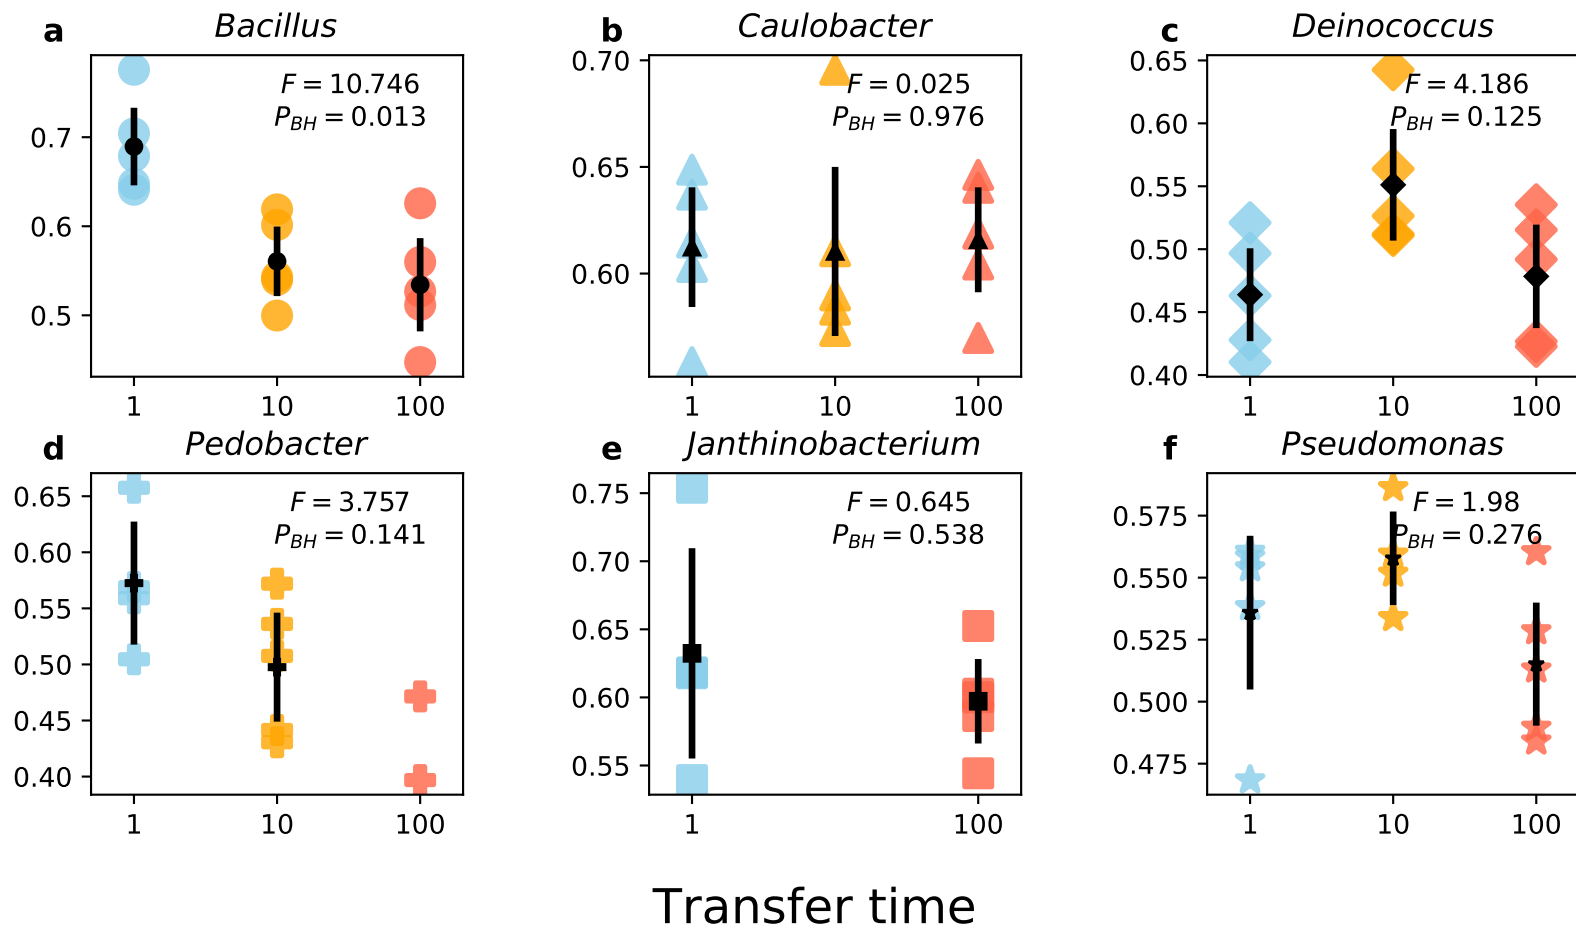 a
Bacillus
F = 10.746
P_BH = 0.013
0.7
0.6
0.5
1
10
100
b
Caulobacter
F = 0.025
P_BH = 0.976
0.70
0.65
0.60
1
10
100
c
Deinococcus
F = 4.186
P_BH = 0.125
0.65
0.60
0.55
0.50
0.45
0.40
1
10
100
d
Pedobacter
F = 3.757
P_BH = 0.141
0.65
0.60
0.55
0.50
0.45
0.40
1
10
100
e
Janthinobacterium
F = 0.645
P_BH = 0.538
0.75
0.70
0.65
0.60
0.55
1
100
f
Pseudomonas
F = 1.98
P_BH = 0.276
0.575
0.550
0.525
0.500
0.475
1
10
100
Transfer time